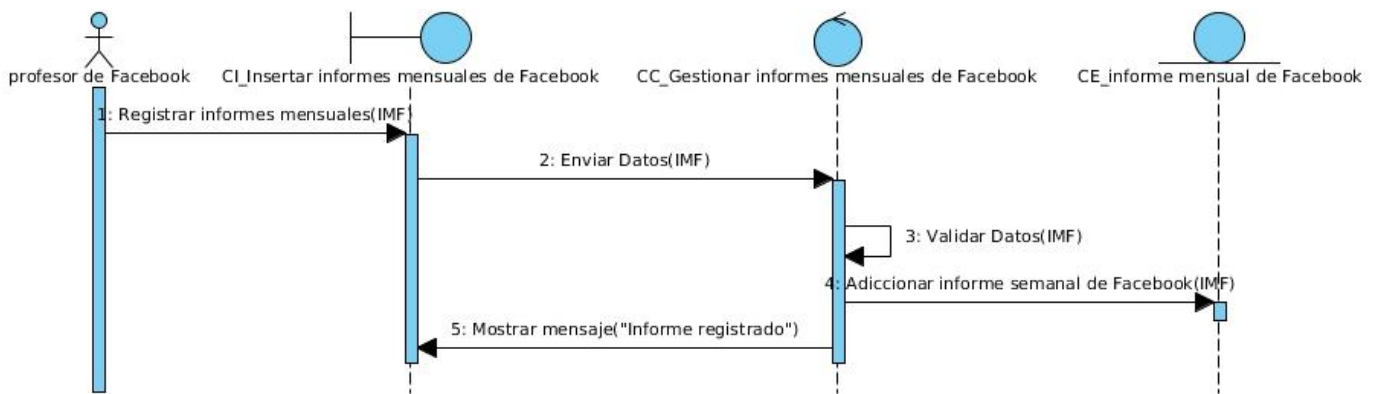 profesor de Facebook
CI_Insertar informes mensuales de Facebook
CC_Gestionar informes mensuales de Facebook
CE_informe mensual de Facebook
1: Registrar informes mensuales(IMF)
2: Enviar Datos(IMF)
3: Validar Datos(IMF)
4: Adiccionar informe semanal de Facebook(IMF)
5: Mostrar mensaje("Informe registrado")